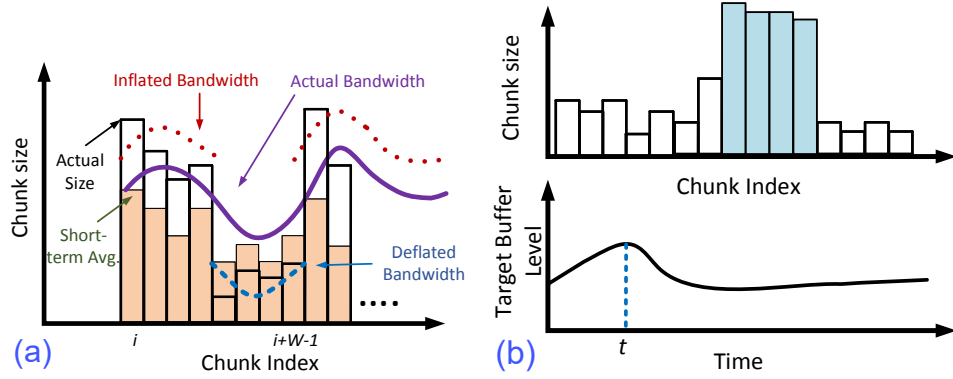 Inflated Bandwidth
Actual Bandwidth
Chunk size
Actual
Size
Short-
term Avg.
Deflated
Bandwidth
i
i+W-1
(a)
Chunk Index
Chunk size
Chunk Index
Target Buffer
Level
t
(b)
Time